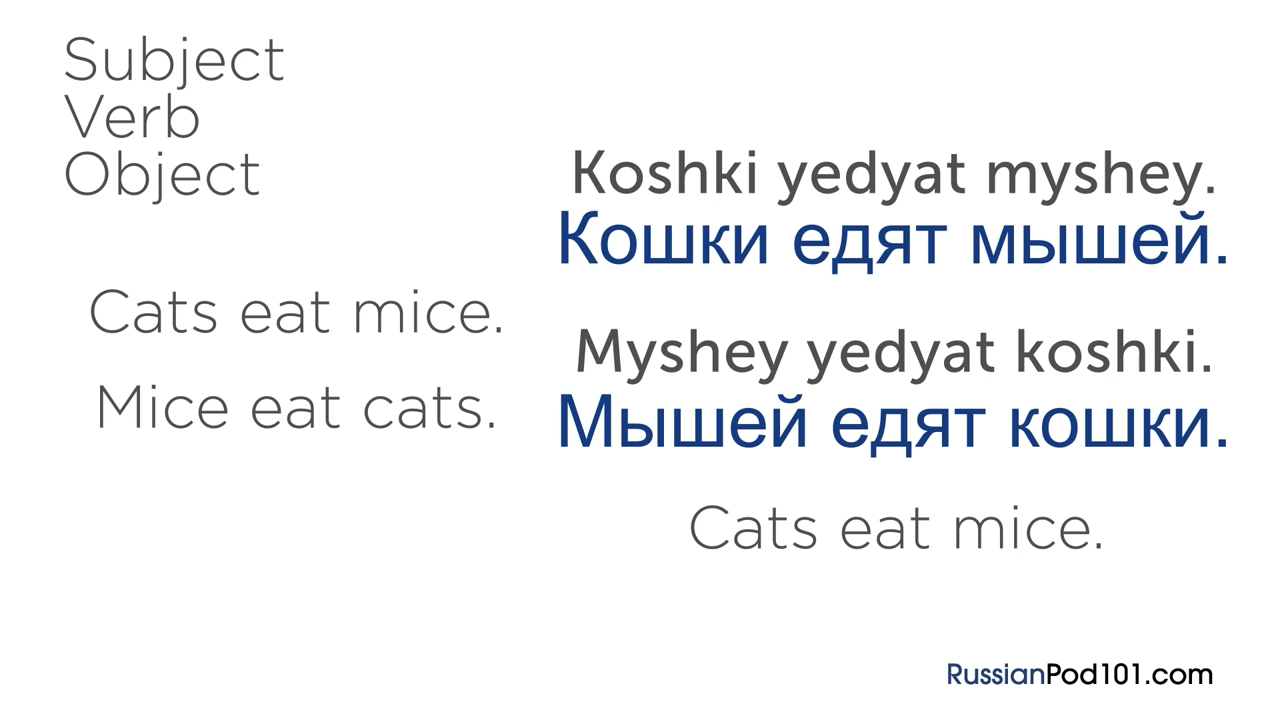 Subject
Verb
Object
Cats eat mice.
Mice eat cats.
Koshki yedyat myshey.
Кошки едят мышей.
Myshey yedyat koshki.
Мышей едят кошки.
Cats eat mice.
RussianPod101.com